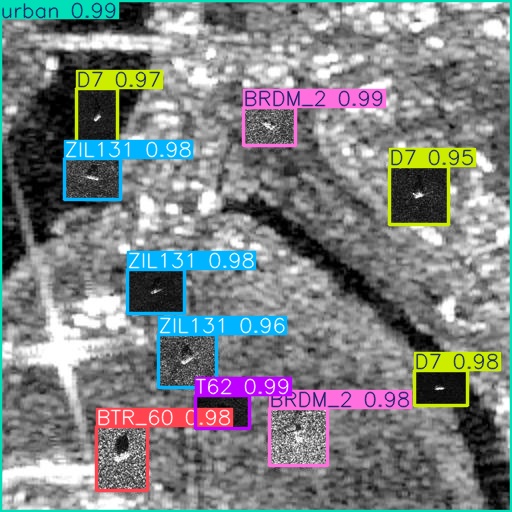 urban 0.99
D7 0.97
BRDM_2 0.99
ZIL131 0.98
D7 0.95
ZIL131 0.98
ZIL131 0.96
D7 0.98
T62 0.99
BRDM_2 0.98
BTR_60 0.98